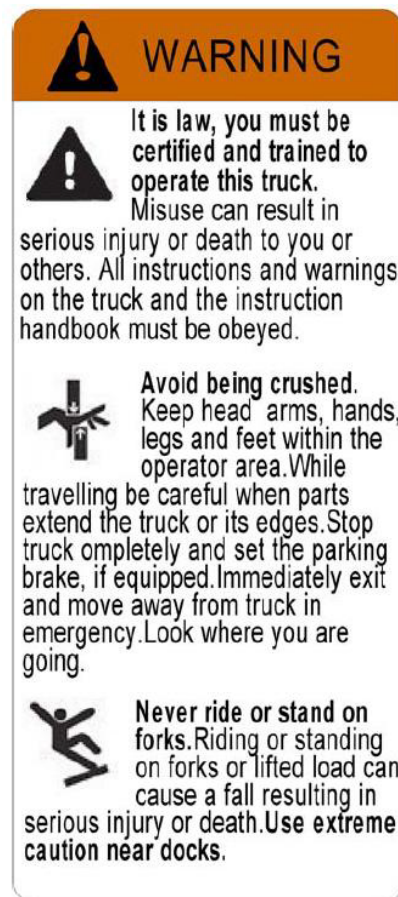 WARNING
It is law, you must be
certified and trained to
operate this truck.
Misuse can result in
serious injury or death to you or
others. All instructions and warnings
on the truck and the instruction
handbook must be obeyed.
Avoid being crushed.
Keep head arms, hands,
legs and feet within the
operator area.While
travelling be careful when parts
extend the truck or its edges.Stop
truck ompletely and set the parking
brake, if equipped.Immediately exit
and move away from truck in
emergency.Look where you are
going.
Never ride or stand on
forks.Riding or standing
on forks or lifted load can
cause a fall resulting in
serious injury or death.Use extreme
caution near docks.